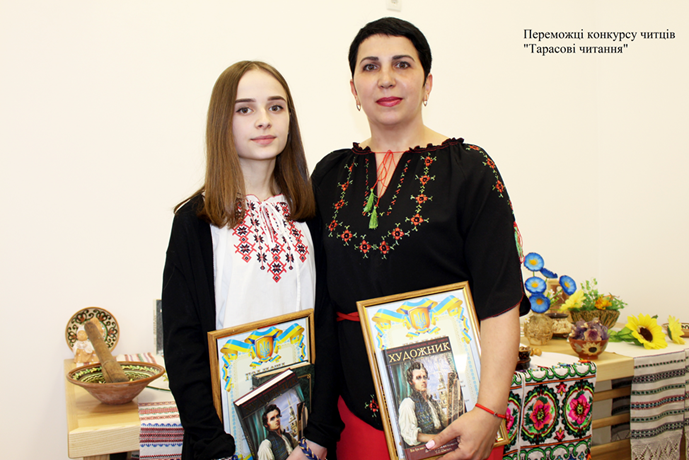 Переможці конкурсу читців
"Тарасові читання"
ХУДОЖНИК